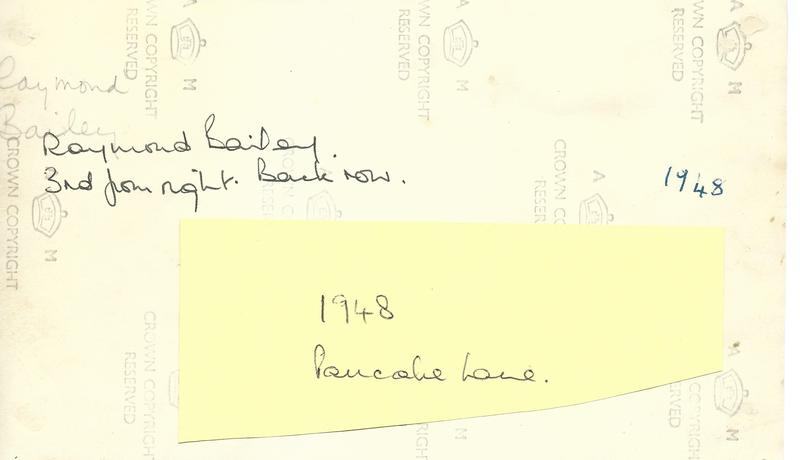 Raymond
Bailey
Raymond Bailey.
3rd from right. Back row.
1948
1948
Pancake Lane.
A M
CROWN COPYRIGHT
RESERVED